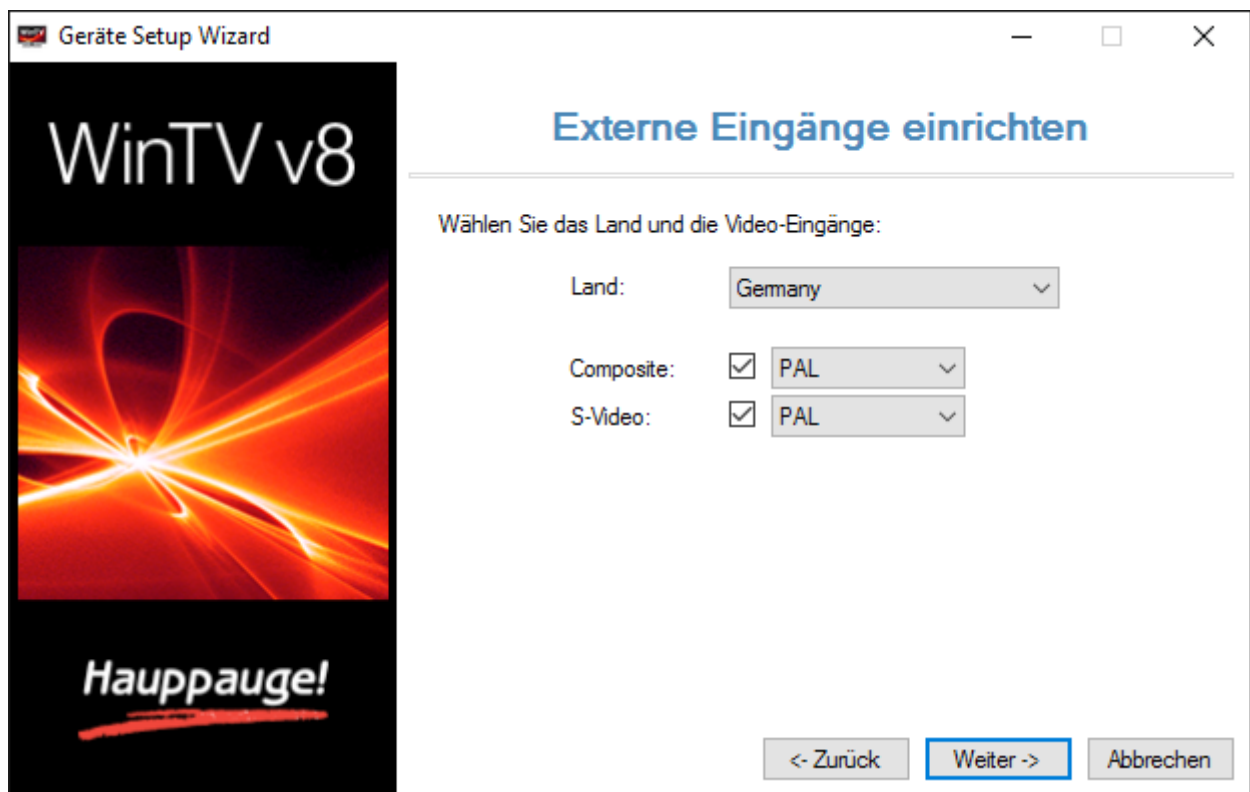 Geräte Setup Wizard
WinTV v8
Externe Eingänge einrichten
Wählen Sie das Land und die Video-Eingänge:
Land: Germany
Composite: PAL
S-Video: PAL
Hauppauge!
<- Zurück Weiter -> Abbrechen